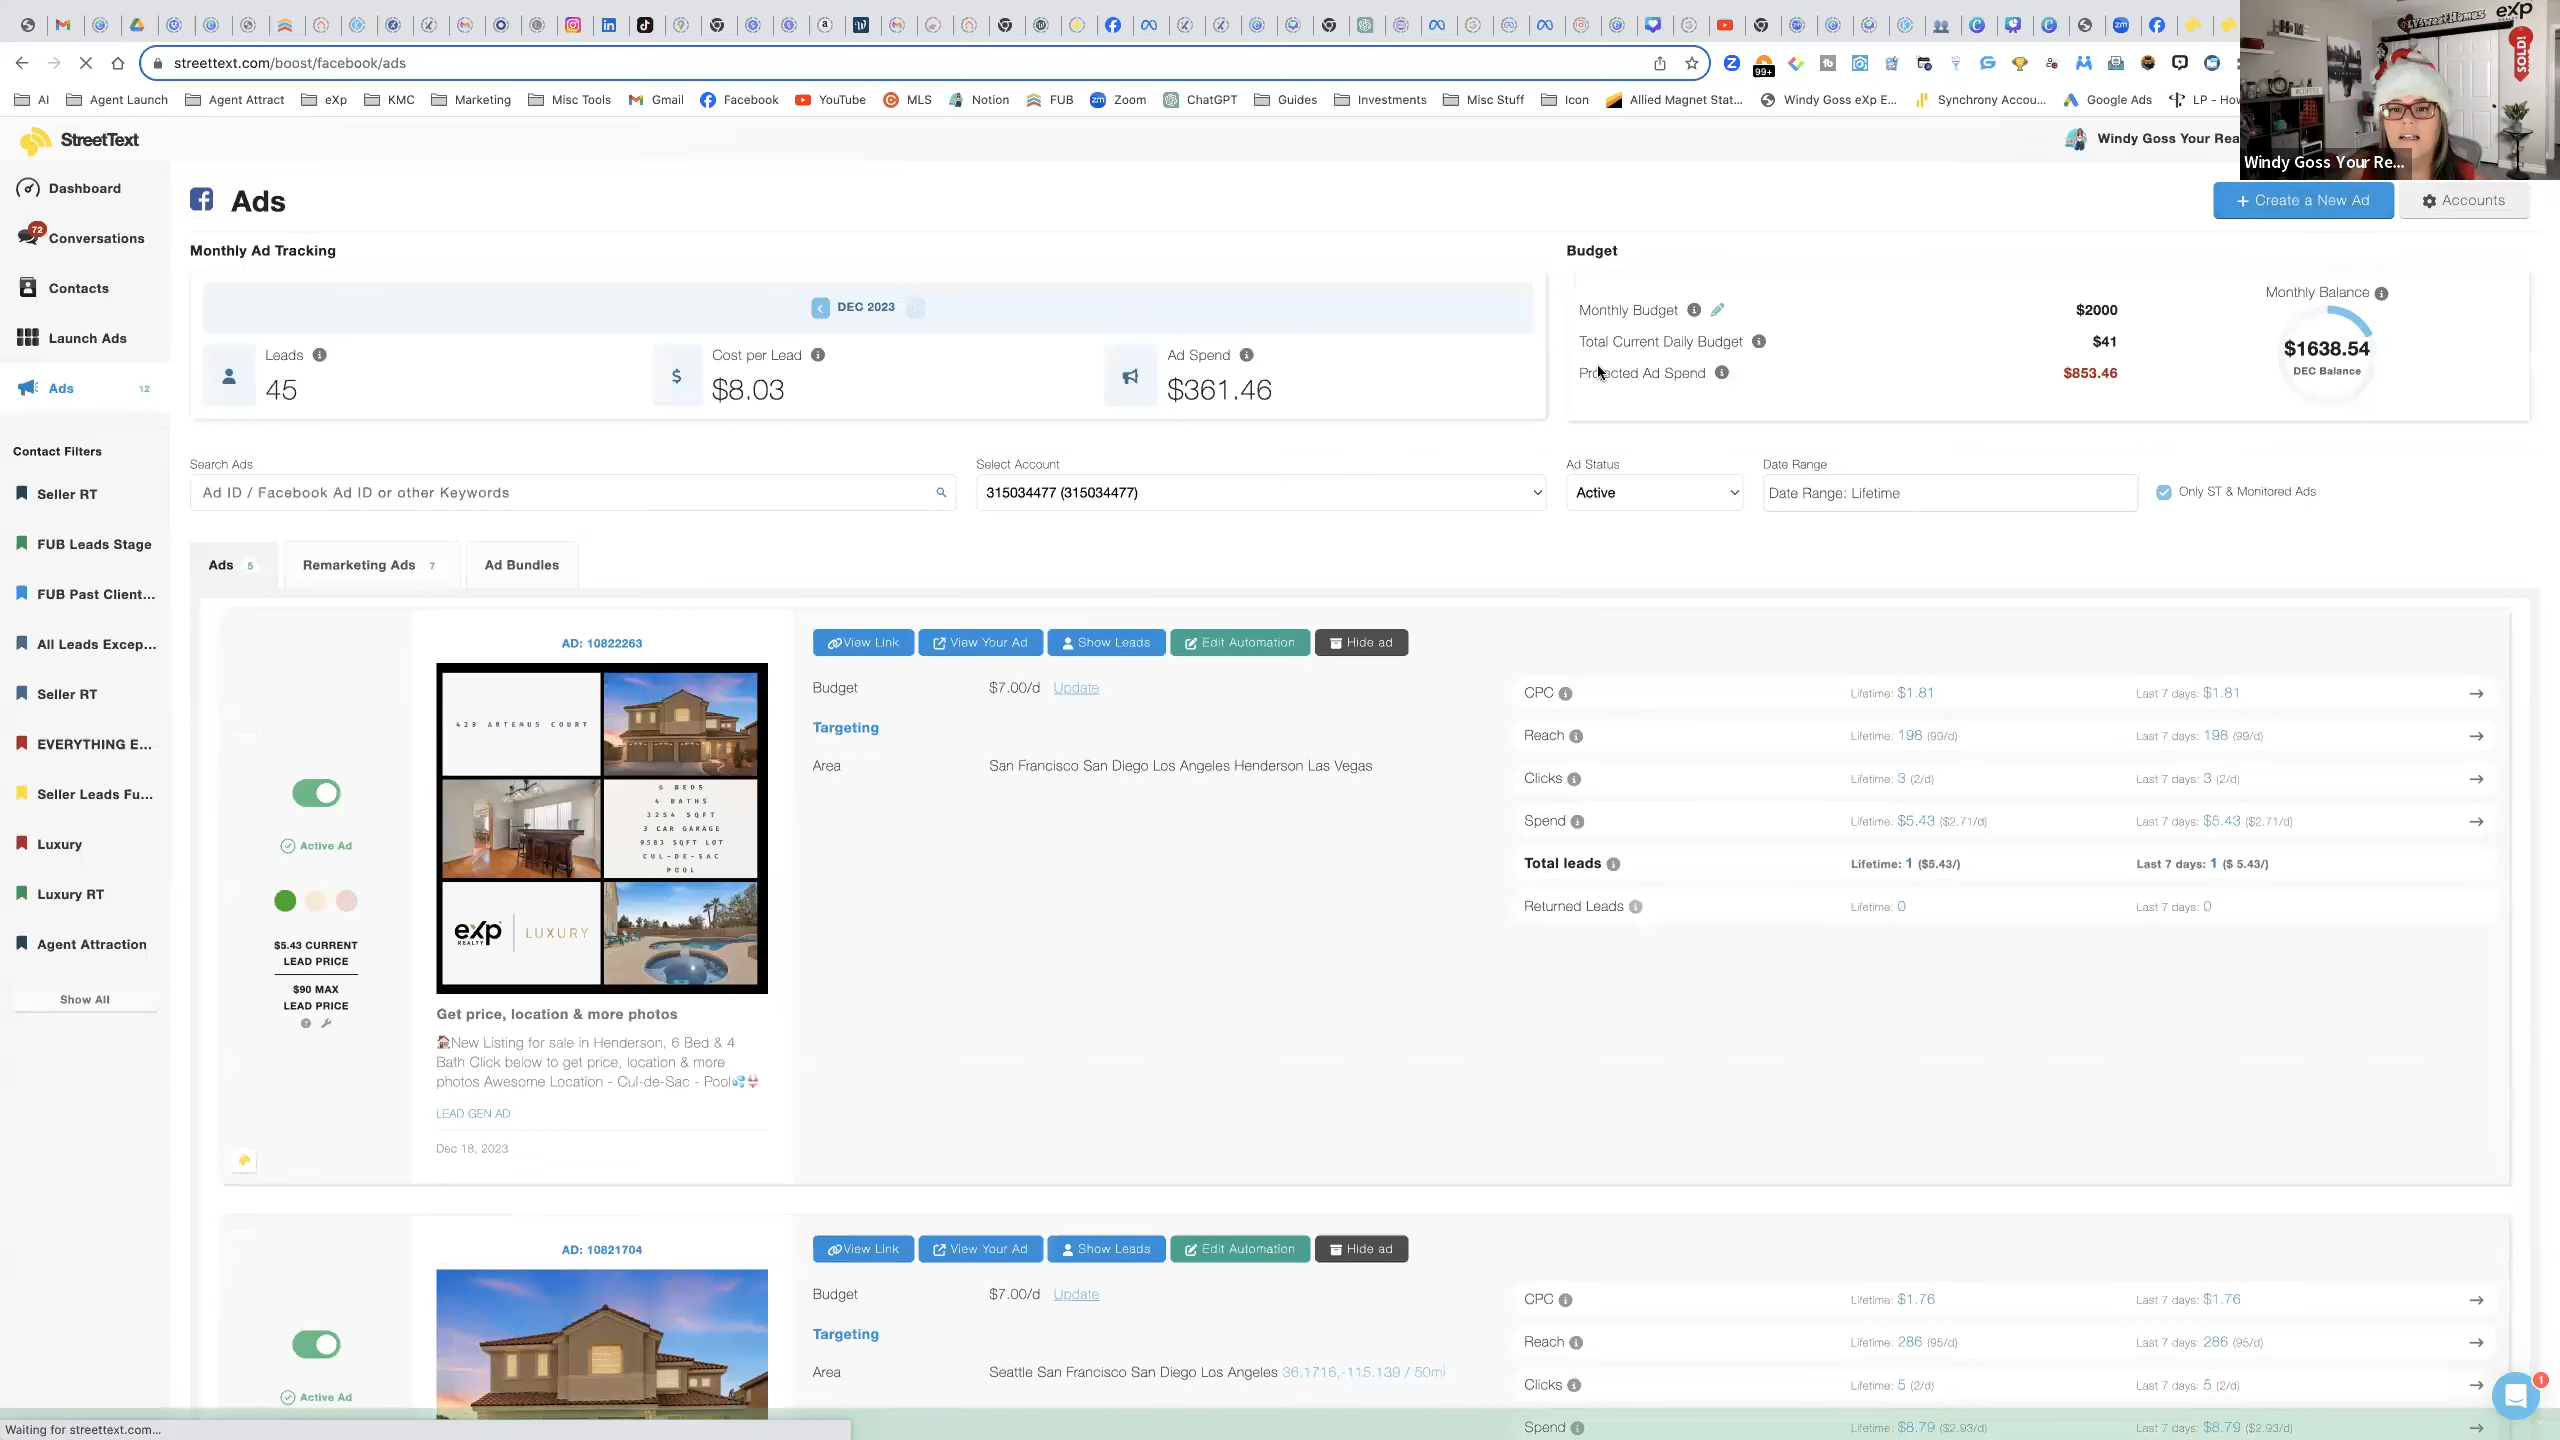 streettext.com/boost/facebook/ads
99+
AI Agent Launch Agent Attract eXp KMC Marketing Misc Tools Gmail Facebook YouTube MLS Notion FUB Zoom ChatGPT Guides Investments Misc Stuff Icon Allied Magnet Stat... Windy Goss eXp E... Synchrony Accou... Google Ads LP - How
StreetText
Windy Goss Your Rea
SOLD!
exp
Windy Goss Your Re...
Dashboard
72
Conversations
Contacts
Launch Ads
Ads 12
Contact Filters
Seller RT
FUB Leads Stage
FUB Past Client...
All Leads Excep...
Seller RT
EVERYTHING E...
Seller Leads Fu...
Luxury
Luxury RT
Agent Attraction
Show All
Ads
+ Create a New Ad
Accounts
Monthly Ad Tracking
DEC 2023
Leads
45
Cost per Lead
$8.03
Ad Spend
$361.46
Budget
Monthly Budget $2000
Total Current Daily Budget $41
Projected Ad Spend $853.46
Monthly Balance
$1638.54
DEC Balance
Search Ads
Ad ID / Facebook Ad ID or other Keywords
Select Account
315034477 (315034477)
Ad Status
Active
Date Range
Date Range: Lifetime
Only ST & Monitored Ads
Ads 5
Remarketing Ads 7
Ad Bundles
Active Ad
$5.43 CURRENT
LEAD PRICE
$90 MAX
LEAD PRICE
AD: 10822263
429 ARTEMUS COURT
6 BEDS
4 BATHS
3254 SQFT
3 CAR GARAGE
9583 SQFT LOT
CUL-DE-SAC
POOL
exp REALTY LUXURY
Get price, location & more photos
New Listing for sale in Henderson, 6 Bed & 4
Bath Click below to get price, location & more
photos Awesome Location - Cul-de-Sac - Pool
LEAD GEN AD
Dec 18, 2023
View Link View Your Ad Show Leads Edit Automation Hide ad
Budget $7.00/d Update
Targeting
Area San Francisco San Diego Los Angeles Henderson Las Vegas
CPC Lifetime: $1.81 Last 7 days: $1.81
Reach Lifetime: 198 (99/d) Last 7 days: 198 (99/d)
Clicks Lifetime: 3 (2/d) Last 7 days: 3 (2/d)
Spend Lifetime: $5.43 ($2.71/d) Last 7 days: $5.43 ($2.71/d)
Total leads Lifetime: 1 ($5.43/) Last 7 days: 1 ($ 5.43/)
Returned Leads Lifetime: 0 Last 7 days: 0
Active Ad
AD: 10821704
View Link View Your Ad Show Leads Edit Automation Hide ad
Budget $7.00/d Update
Targeting
Area Seattle San Francisco San Diego Los Angeles 36.1716,-115.139 / 50mi
CPC Lifetime: $1.76 Last 7 days: $1.76
Reach Lifetime: 286 (95/d) Last 7 days: 286 (95/d)
Clicks Lifetime: 5 (2/d) Last 7 days: 5 (2/d)
Spend Lifetime: $8.79 ($2.93/d) Last 7 days: $8.79 ($2.93/d)
1
Waiting for streettext.com...